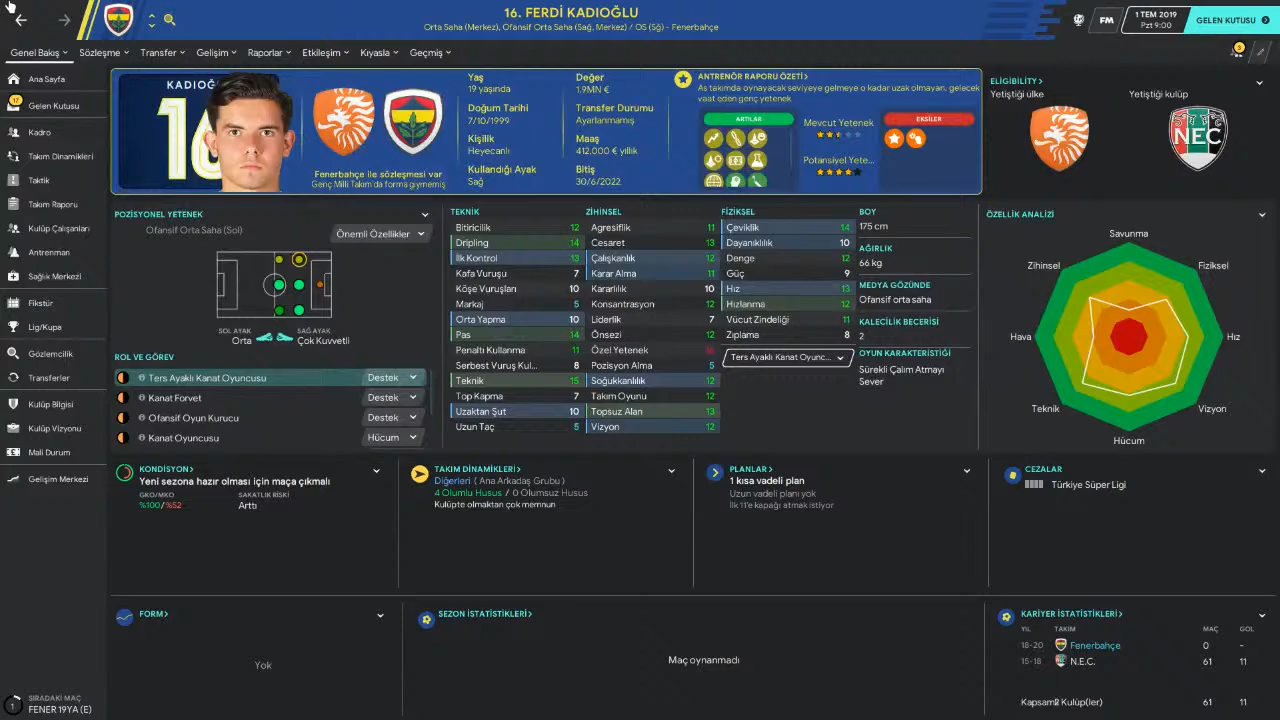 16. FERDİ KADIOĞLU
Orta Saha (Merkez), Ofansif Orta Saha (Sağ, Merkez) / OS (Sğ) - Fenerbahçe
FM
1 TEM 2019
Pzt 9:00
GELEN KUTUSU
Genel Bakış
Sözleşme
Transfer
Gelişim
Raporlar
Etkileşim
Kıyasla
Geçmiş
3
Ana Sayfa
17
Gelen Kutusu
Kadro
Takım Dinamikleri
Taktik
Takım Raporu
Kulüp Çalışanları
Antrenman
Sağlık Merkezi
Fikstür
Lig/Kupa
Gözlemcilik
Transferler
Kulüp Bilgisi
Kulüp Vizyonu
Mali Durum
Gelişim Merkezi
1
SIRADAKİ MAÇ
FENER 19YA (E)
KADIOĞ
16
Fenerbahçe ile sözleşmesi var
Genç Milli Takım'da forma giymemiş
Yaş
19 yaşında
Doğum Tarihi
7/10/1999
Kişilik
Heyecanlı
Kullandığı Ayak
Sağ
Değer
1.9MN €
Transfer Durumu
Ayarlanmamış
Maaş
412.000 € yıllık
Bitiş
30/6/2022
ANTRENÖR RAPORU ÖZETİ>
As takımda oynayacak seviyeye gelmeye o kadar uzak olmayan, gelecek
vaat eden genç yetenek
ARTILAR
Mevcut Yetenek
Potansiyel Yete...
EKSİLER
ELIGIBILITY>
Yetiştiği ülke
Yetiştiği kulüp
NEC
POZİSYONEL YETENEK
Ofansif Orta Saha (Sol)
Önemli Özellikler
SOL AYAK
Orta
SAĞ AYAK
Çok Kuvvetli
ROL VE GÖREV
Ters Ayaklı Kanat Oyuncusu Destek
Kanat Forvet Destek
Ofansif Oyun Kurucu Destek
Kanat Oyuncusu Hücum
TEKNİK
Bitiricilik 12
Dripling 14
İlk Kontrol 13
Kafa Vuruşu 7
Köşe Vuruşları 10
Markaj 5
Orta Yapma 10
Pas 14
Penaltı Kullanma 11
Serbest Vuruş Kul... 8
Teknik 15
Top Kapma 7
Uzaktan Şut 10
Uzun Taç 5
ZİHİNSEL
Agresiflik 11
Cesaret 13
Çalışkanlık 12
Karar Alma 11
Kararlılık 10
Konsantrasyon 12
Liderlik 7
Önsezi 12
Özel Yetenek
Pozisyon Alma 5
Soğukkanlılık 12
Takım Oyunu 12
Topsuz Alan 13
Vizyon 12
FİZİKSEL
Çeviklik 14
Dayanıklılık 10
Denge 12
Güç 9
Hız 13
Hızlanma 12
Vücut Zindeliği 11
Zıplama 8
Ters Ayaklı Kanat Oyunc...
BOY
175 cm
AĞIRLIK
66 kg
MEDYA GÖZÜNDE
Ofansif orta saha
KALECİLİK BECERİSİ
2
OYUN KARAKTERİSTİĞİ
Sürekli Çalım Atmayı
Sever
ÖZELLİK ANALİZİ
Savunma
Zihinsel
Fiziksel
Hava
Hız
Teknik
Vizyon
Hücum
KONDİSYON>
Yeni sezona hazır olması için maça çıkmalı
GKO/MKO
%100/%52
SAKATLIK RİSKİ
Arttı
TAKIM DİNAMİKLERİ>
Diğerleri ( Ana Arkadaş Grubu )
4 Olumlu Husus / 0 Olumsuz Husus
Kulüpte olmaktan çok memnun
PLANLAR>
1 kısa vadeli plan
Uzun vadeli planı yok
İlk 11'e kapağı atmak istiyor
CEZALAR
Türkiye Süper Ligi
FORM>
Yok
SEZON İSTATİSTİKLERİ>
Maç oynanmadı
KARİYER İSTATİSTİKLERİ>
YIL TAKIM MAÇ GOL
18-20 Fenerbahçe 0 -
15-18 N.E.C. 61 11
Kulüp(ler) 61 11